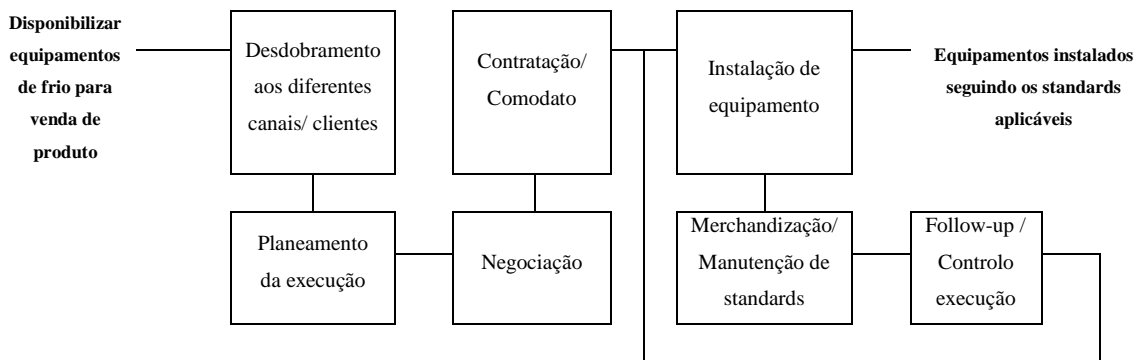 Disponibilizar
equipamentos
de frio para
venda de
produto
Desdobramento
aos diferentes
canais/ clientes
Contratação/
Comodato
Instalação de
equipamento
Equipamentos instalados
seguindo os standards
aplicáveis
Planeamento
da execução
Negociação
Merchandização/
Manutenção de
standards
Follow-up /
Controlo
execução